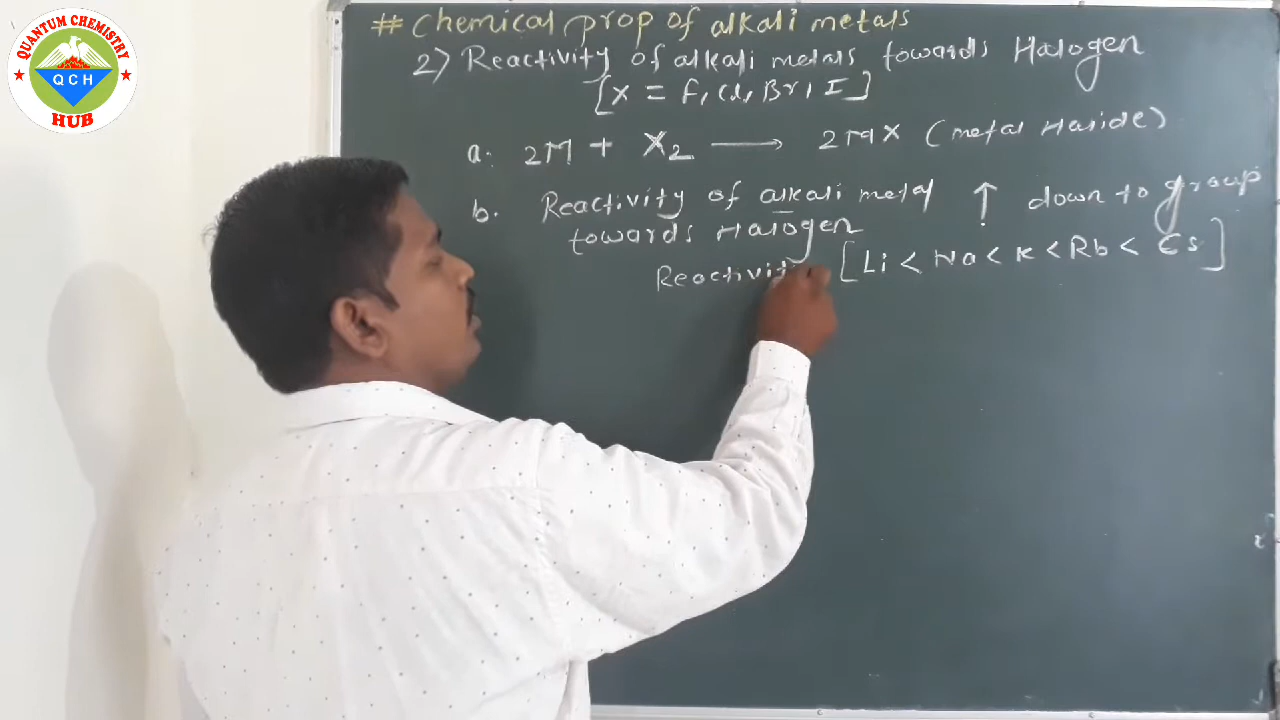 QUANTUM CHEMISTRY
QCH
HUB
# Chemical prop of alkali metals
2) Reactivity of alkali metals towards Halogen
[X = F, Cl, Br, I]
a. 2M + X2 → 2MX (metal Halide)
b. Reactivity of alkali metal ↑ down to group
towards Halogen
Reactivity [Li < Na < K < Rb < Cs]